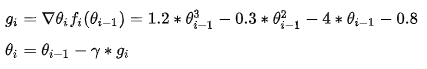 g_i = ∇θ_i f_i(θ_{i−1}) = 1.2 * θ_{i−1}^3 − 0.3 * θ_{i−1}^2 − 4 * θ_{i−1} − 0.8
θ_i = θ_{i−1} − γ * g_i